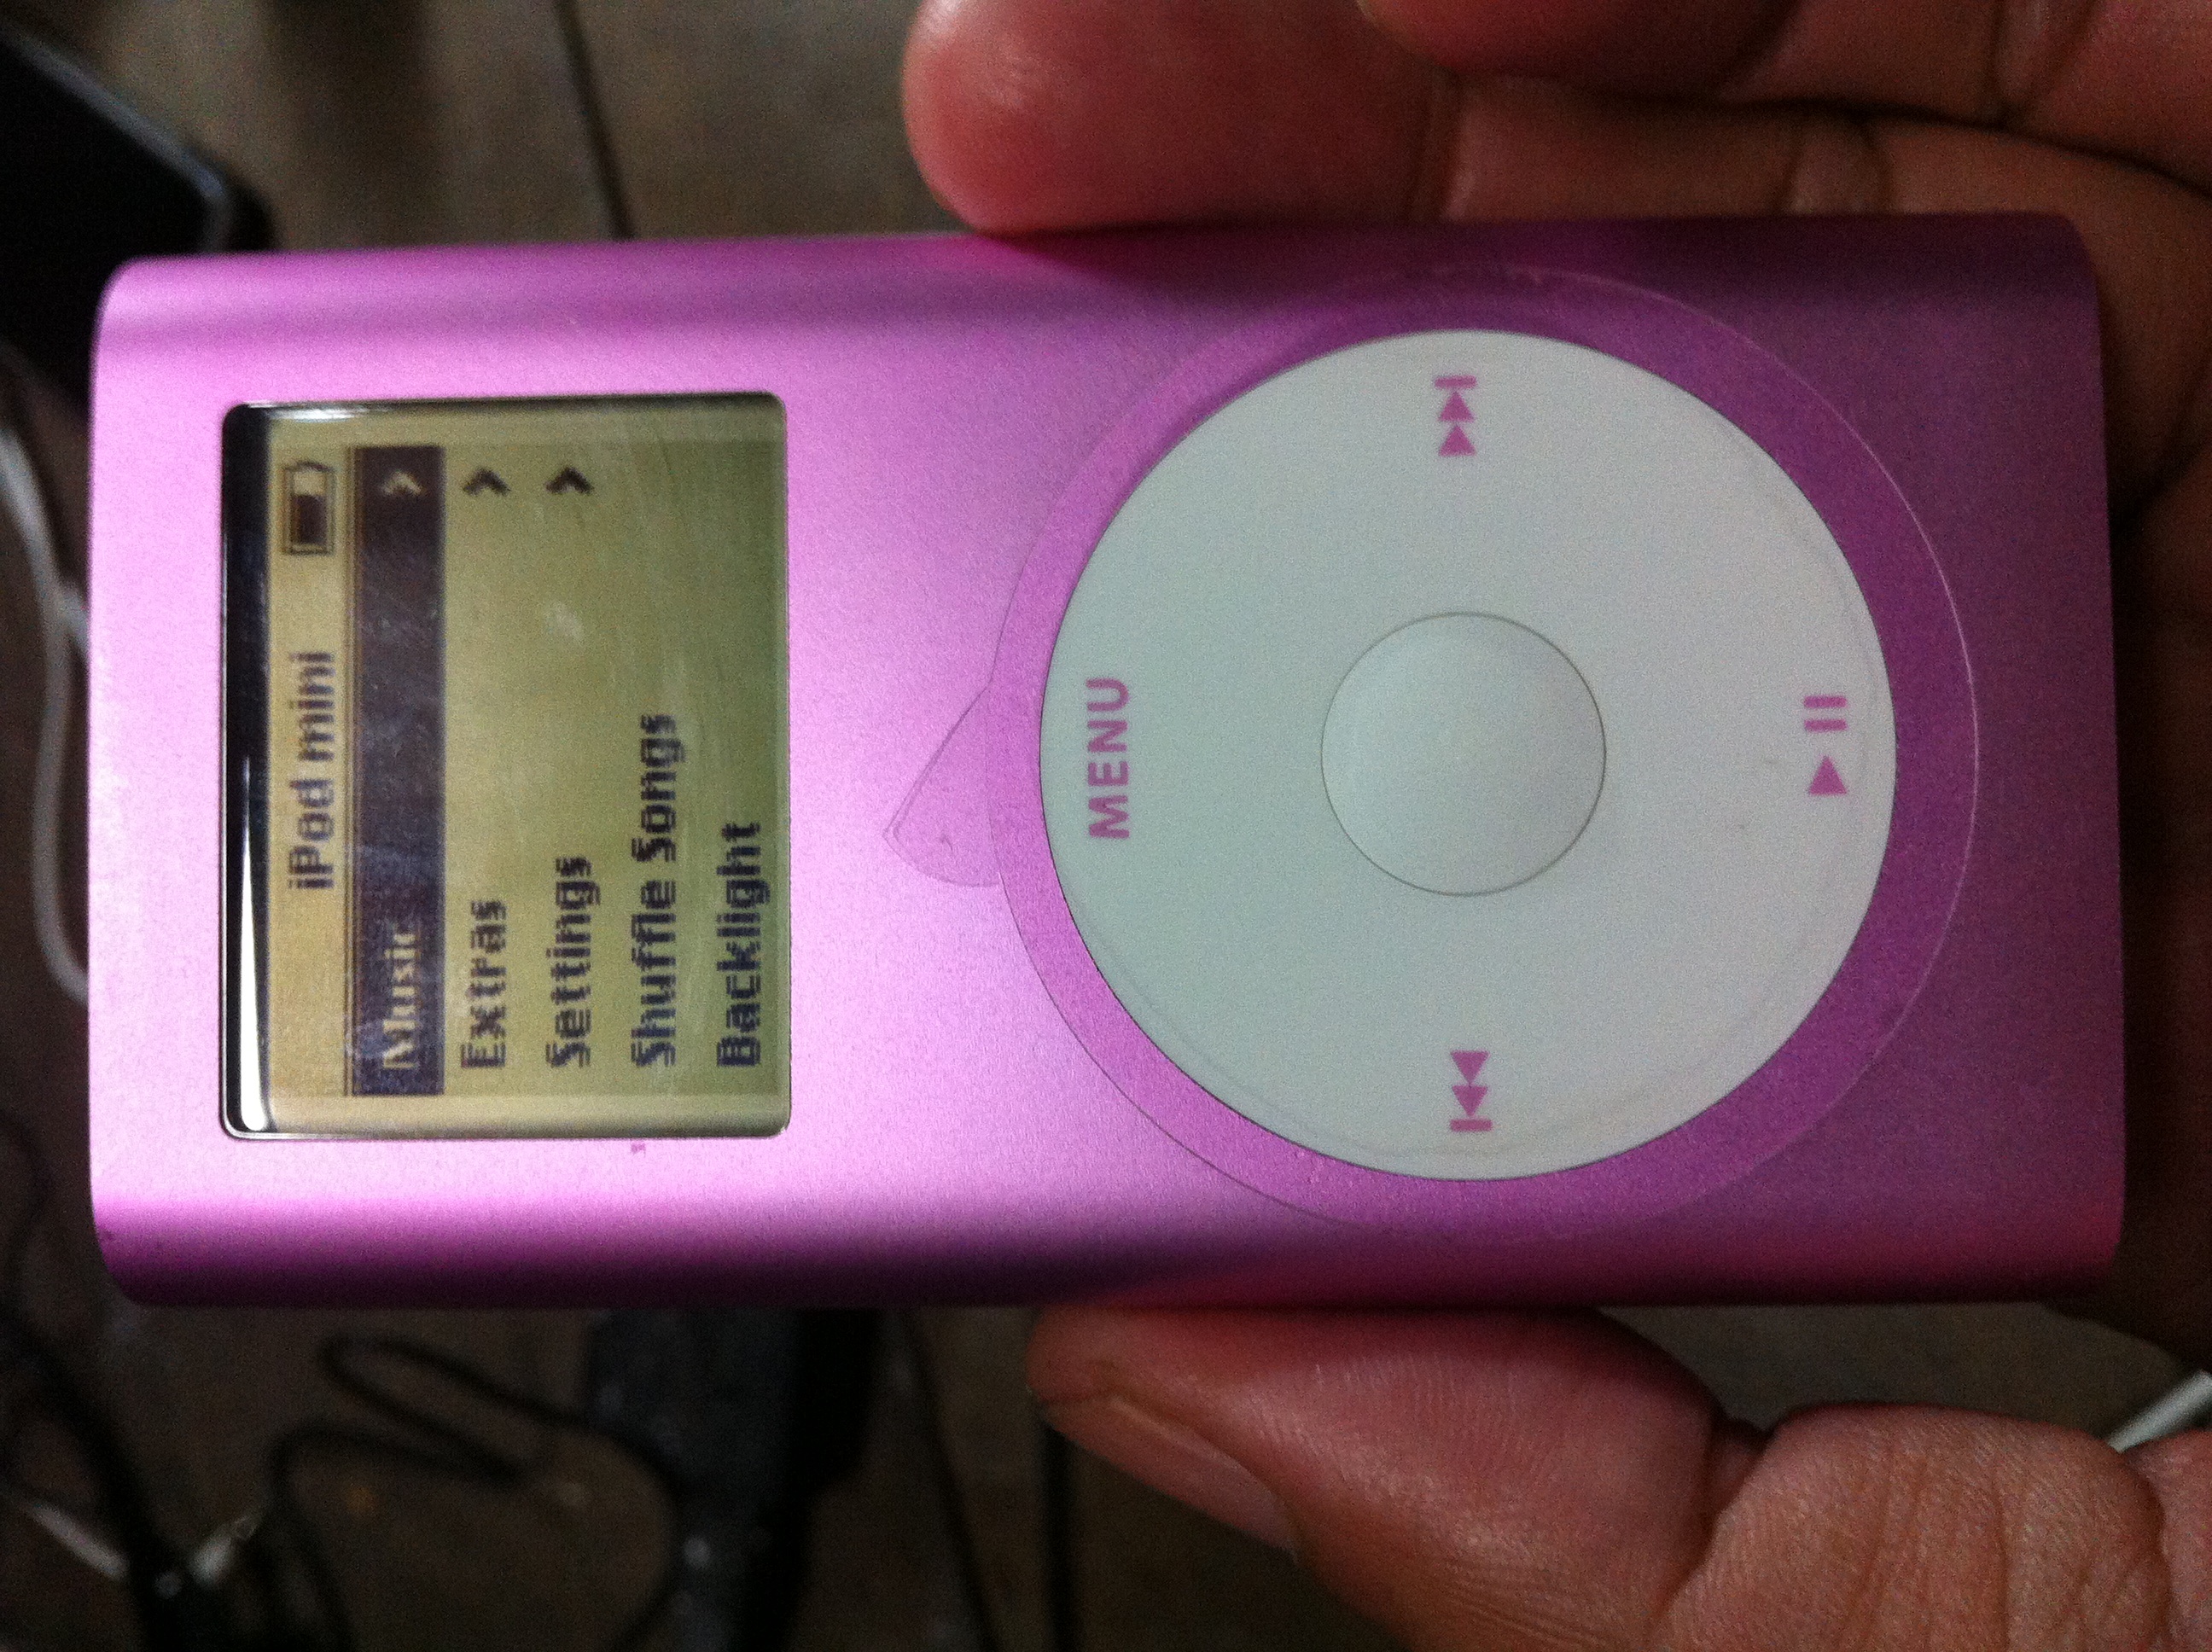 iPod mini
Music
Extras
Settings
Shuffle Songs
Backlight
MENU